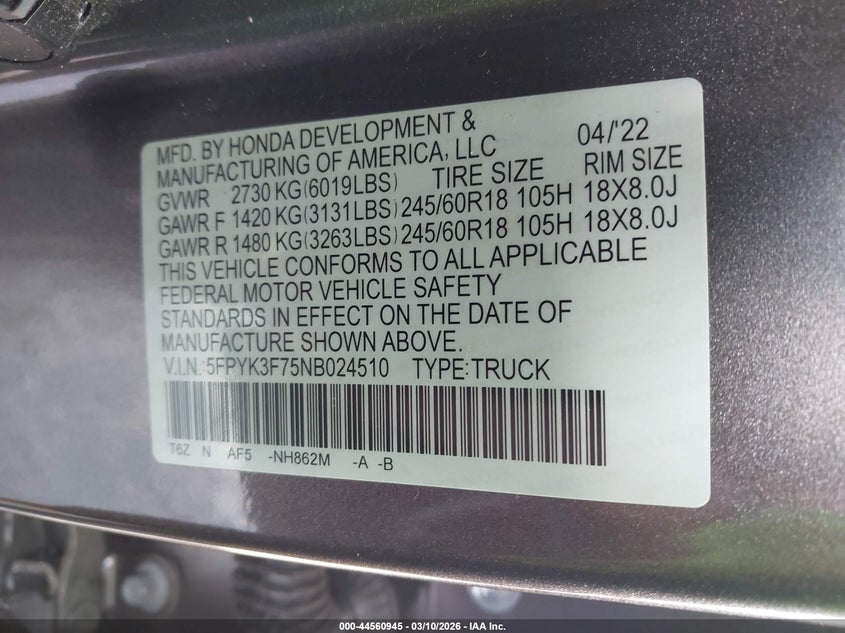 MFD. BY HONDA DEVELOPMENT &
MANUFACTURING OF AMERICA, LLC 04/'22
GVWR 2730 KG(6019LBS) TIRE SIZE RIM SIZE
GAWR F 1420 KG(3131LBS) 245/60R18 105H 18X8.0J
GAWR R 1480 KG(3263LBS) 245/60R18 105H 18X8.0J
THIS VEHICLE CONFORMS TO ALL APPLICABLE
FEDERAL MOTOR VEHICLE SAFETY
STANDARDS IN EFFECT ON THE DATE OF
MANUFACTURE SHOWN ABOVE.
V.I.N.:5FPYK3F75NB024510 TYPE:TRUCK
T6Z N AF5 -NH862M -A -B
000-44560945 - 03/10/2026 - IAA Inc.